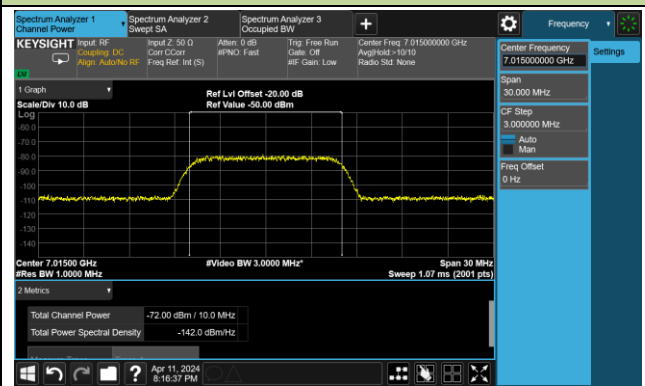 Spectrum Analyzer 1
Channel Power
Spectrum Analyzer 2
Swept SA
Spectrum Analyzer 3
Occupied BW
Frequency
KEYSIGHT
Input: RF
Coupling: DC
Align: Auto/No RF
Input Z: 50 Ω
Corr CCorr
Freq Ref: Int (S)
Atten: 0 dB
#PNO: Fast
Trig: Free Run
Gate: Off
#IF Gain: Low
Center Freq: 7.015000000 GHz
Avg|Hold:>10/10
Radio Std: None
Center Frequency
7.015000000 GHz
Settings
Span
30.000 MHz
CF Step
3.000000 MHz
Auto
Man
Freq Offset
0 Hz
1 Graph
Ref Lvl Offset -20.00 dB
Scale/Div 10.0 dB
Ref Value -50.00 dBm
Log
-60.0
-70.0
-80.0
-90.0
-100
-110
-120
-130
-140
Center 7.01500 GHz
#Video BW 3.0000 MHz*
Span 30 MHz
#Res BW 1.0000 MHz
Sweep 1.07 ms (2001 pts)
2 Metrics
Total Channel Power
-72.00 dBm / 10.0 MHz
Total Power Spectral Density
-142.0 dBm/Hz
?
Apr 11, 2024
8:16:37 PM